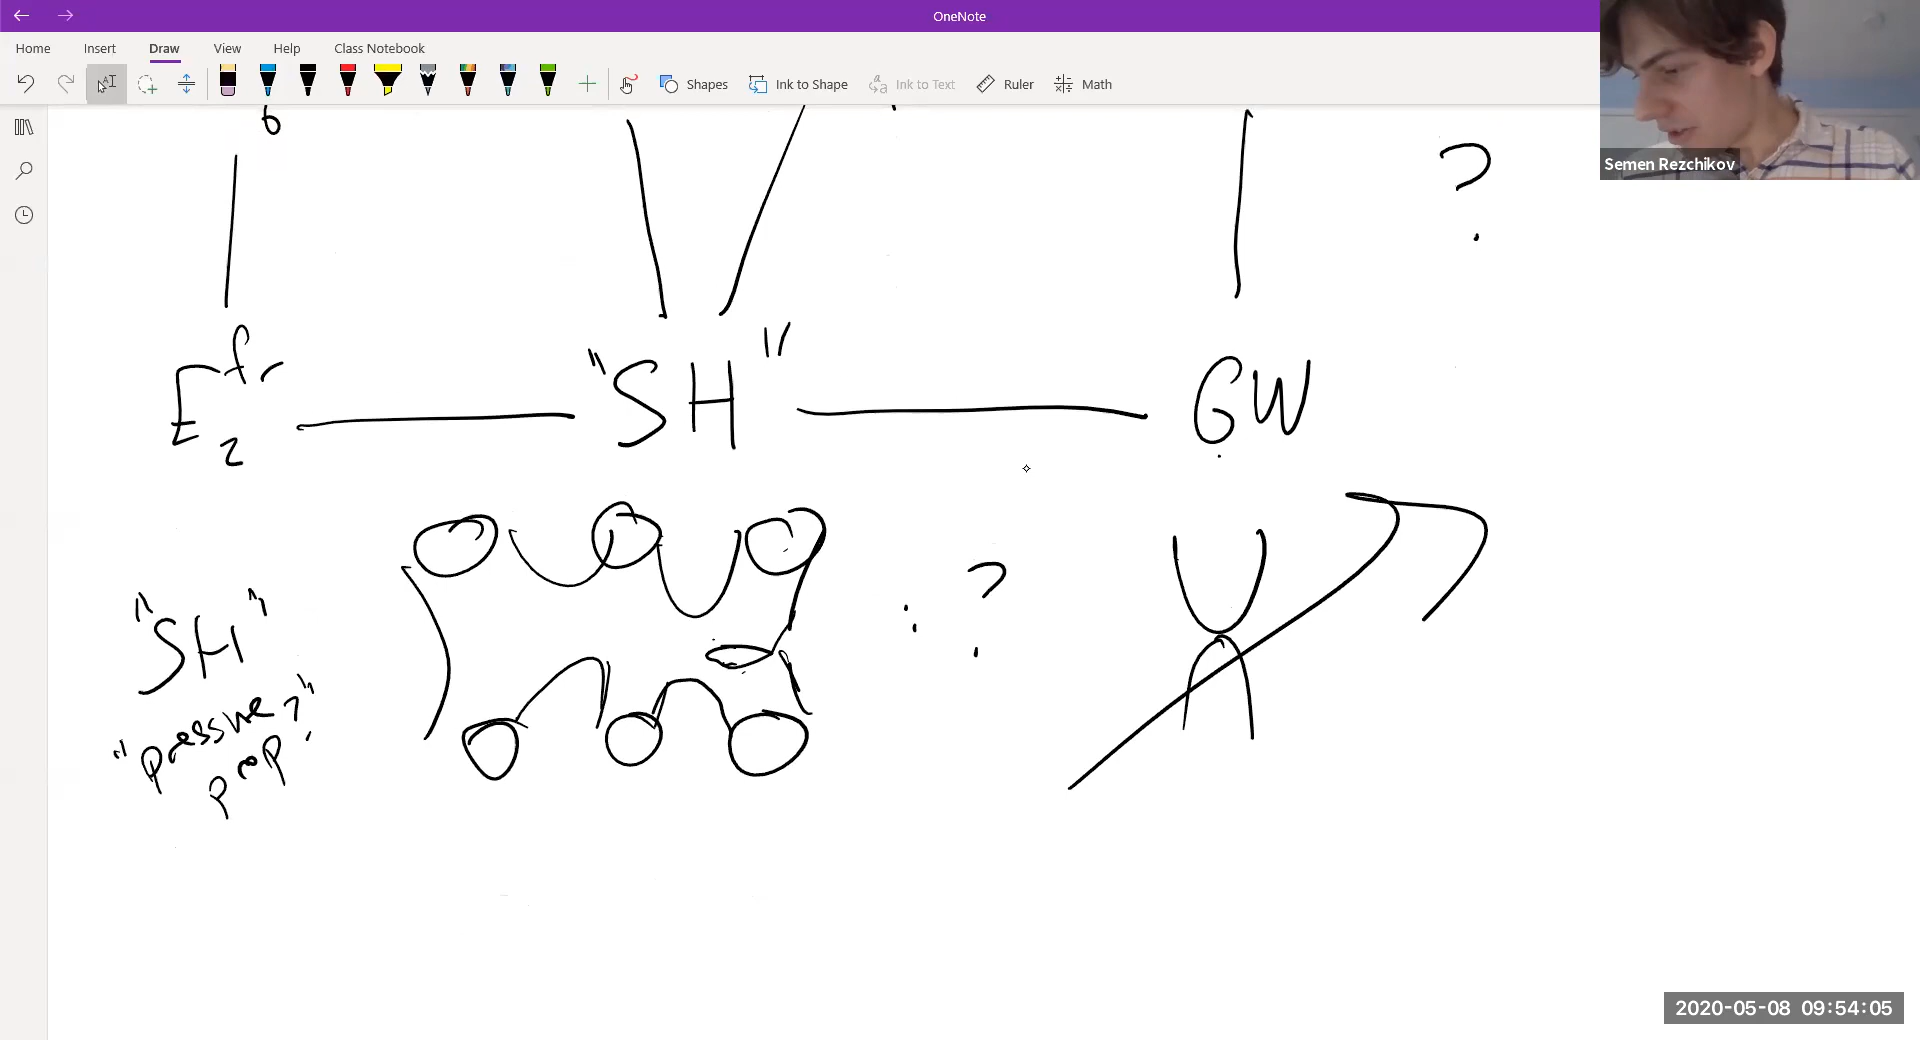 OneNote
Home Insert Draw View Help Class Notebook
Shapes Ink to Shape Ink to Text Ruler Math
Semen Rezchikov
6
?
E₂ᶠʳ "SH" GW
"SH"
"pressure?"
prop
?
2020-05-08 09:54:05